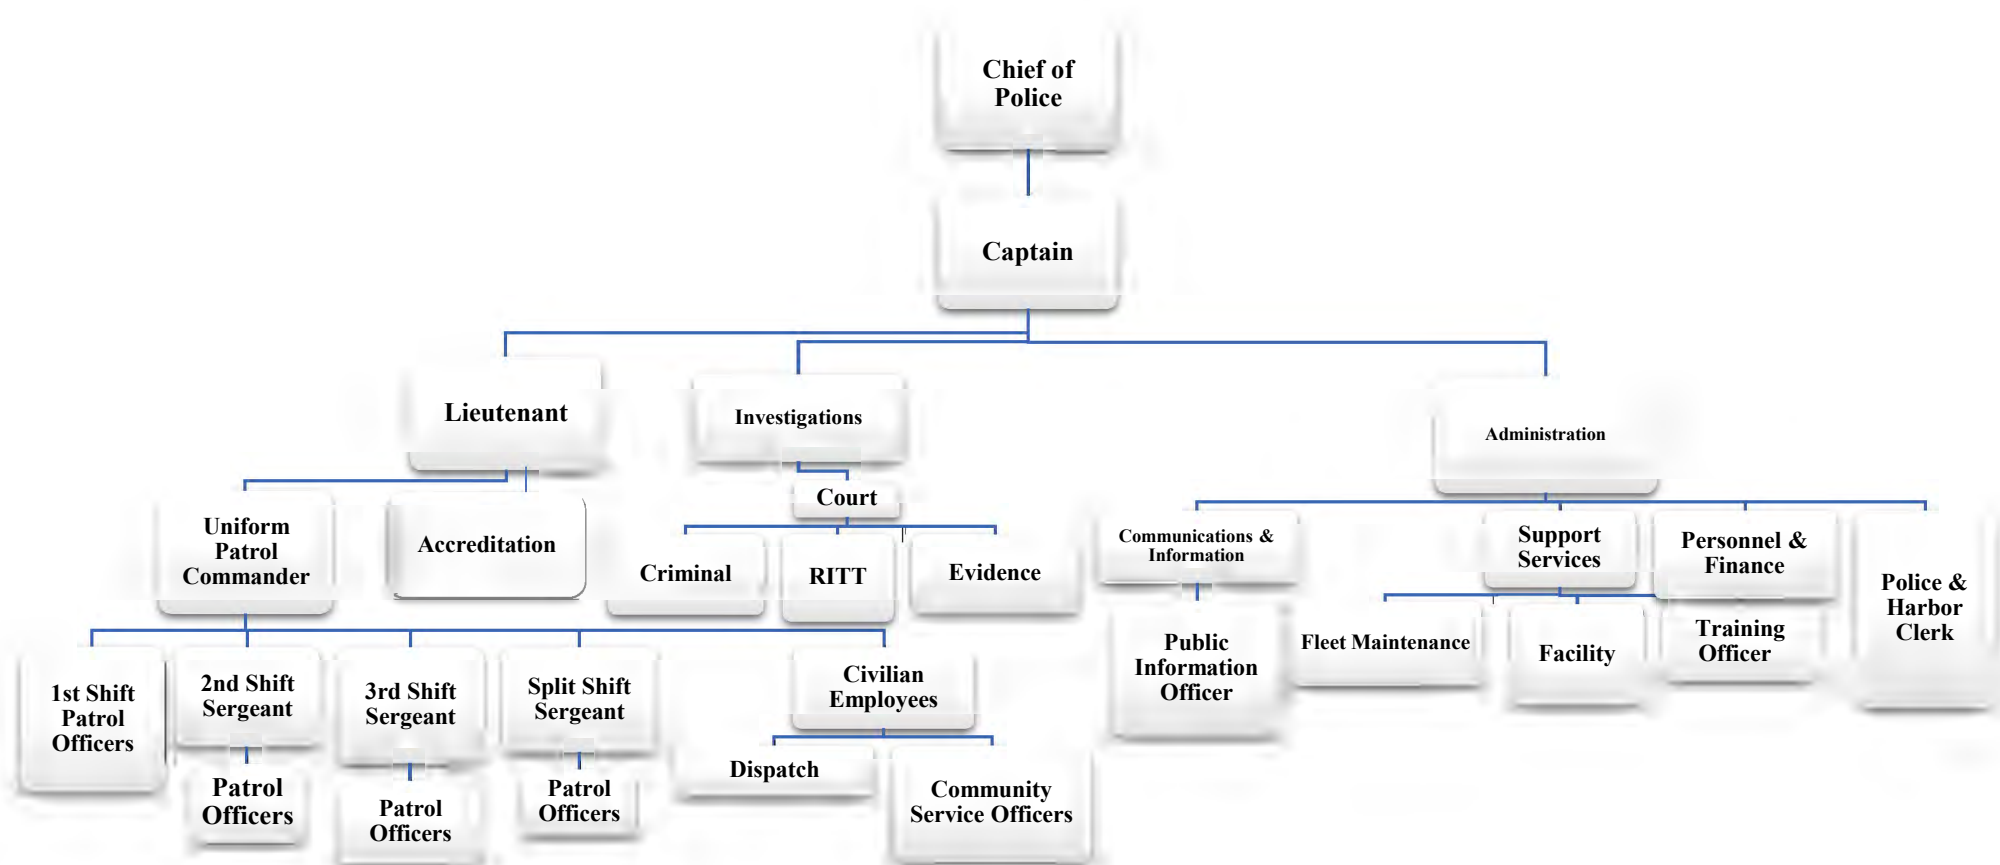 Chief of
Police
Captain
Lieutenant
Investigations
Administration
Court
Uniform
Patrol
Commander
Accreditation
Criminal
RITT
Evidence
Communications &
Information
Support
Services
Personnel &
Finance
Police &
Harbor
Clerk
1st Shift
Patrol
Officers
2nd Shift
Sergeant
3rd Shift
Sergeant
Split Shift
Sergeant
Civilian
Employees
Public
Information
Officer
Fleet Maintenance
Facility
Training
Officer
Patrol
Officers
Patrol
Officers
Patrol
Officers
Dispatch
Community
Service Officers